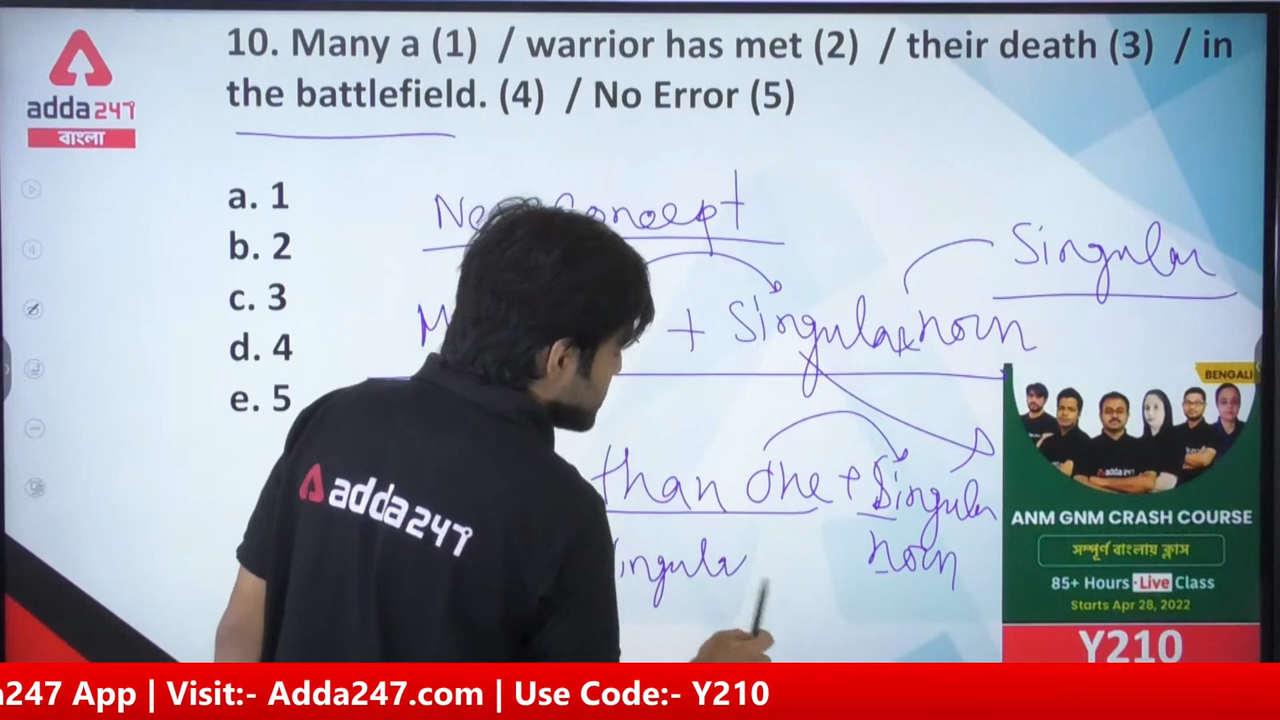 10. Many a (1) / warrior has met (2) / their death (3) / in
the battlefield. (4) / No Error (5)
adda247
বাংলা
a. 1
b. 2
c. 3
d. 4
e. 5
Concept
Singular
+ Singular noun
than one + Singular
noun
adda247
BENGALI
ANM GNM CRASH COURSE
সম্পূর্ণ বাংলায় ক্লাস
85+ Hours Live Class
Starts Apr 28, 2022
Y210
a247 App | Visit:- Adda247.com | Use Code:- Y210